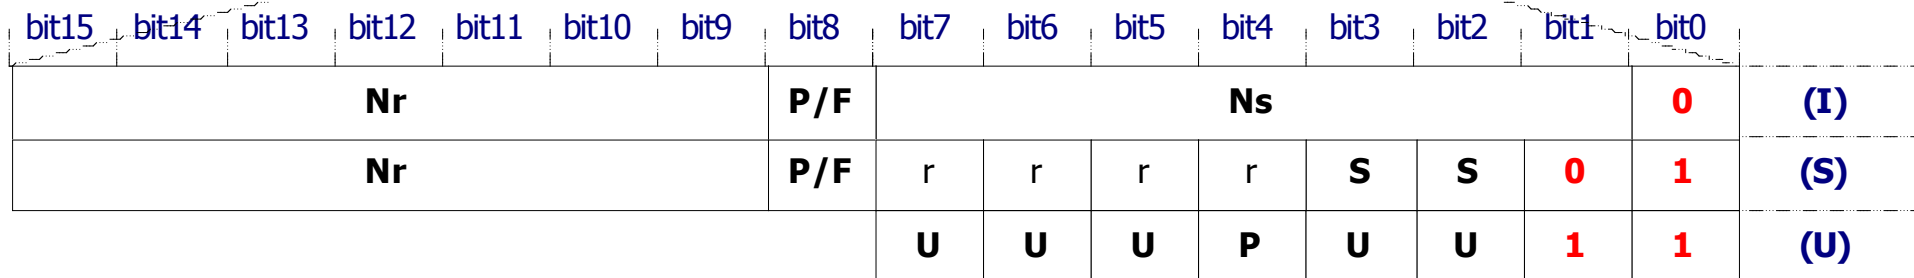 bit15 bit14 bit13 bit12 bit11 bit10 bit9 bit8 bit7 bit6 bit5 bit4 bit3 bit2 bit1 bit0
Nr P/F Ns 0 (I)
Nr P/F r r r r S S 0 1 (S)
U U U P U U 1 1 (U)